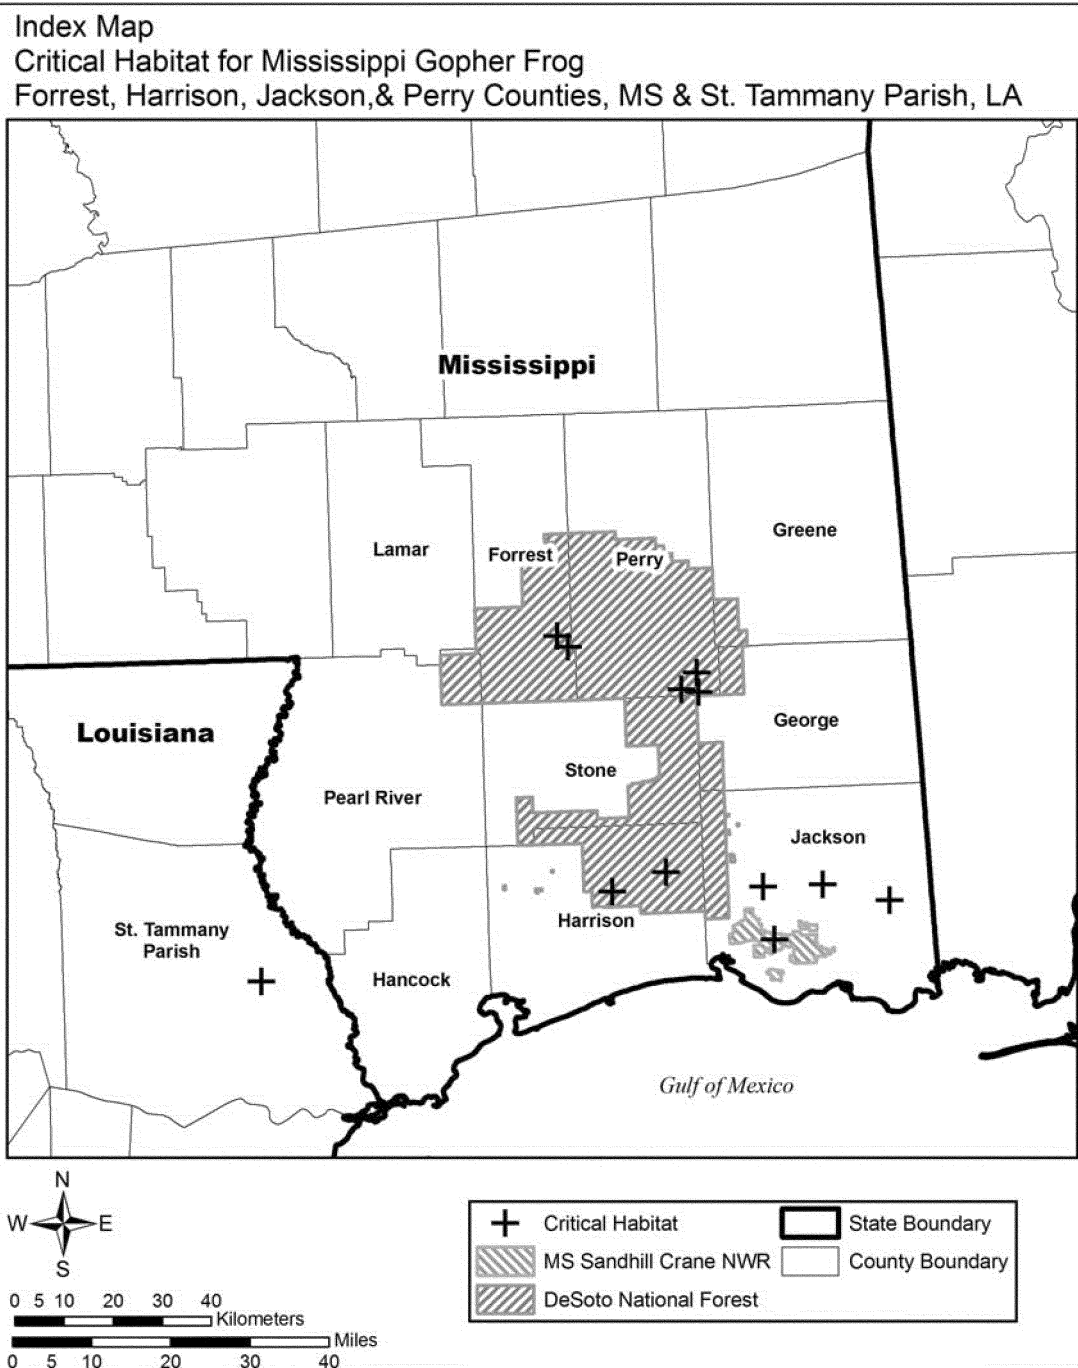 Index Map
Critical Habitat for Mississippi Gopher Frog
Forrest, Harrison, Jackson,& Perry Counties, MS & St. Tammany Parish, LA
Mississippi
Greene
Lamar
Forrest
Perry
Louisiana
George
Stone
Pearl River
Jackson
Harrison
St. Tammany
Parish
Hancock
Gulf of Mexico
N
W
E
S
Critical Habitat
State Boundary
MS Sandhill Crane NWR
County Boundary
DeSoto National Forest
0 5 10 20 30 40
Kilometers
Miles
0 5 10 20 30 40